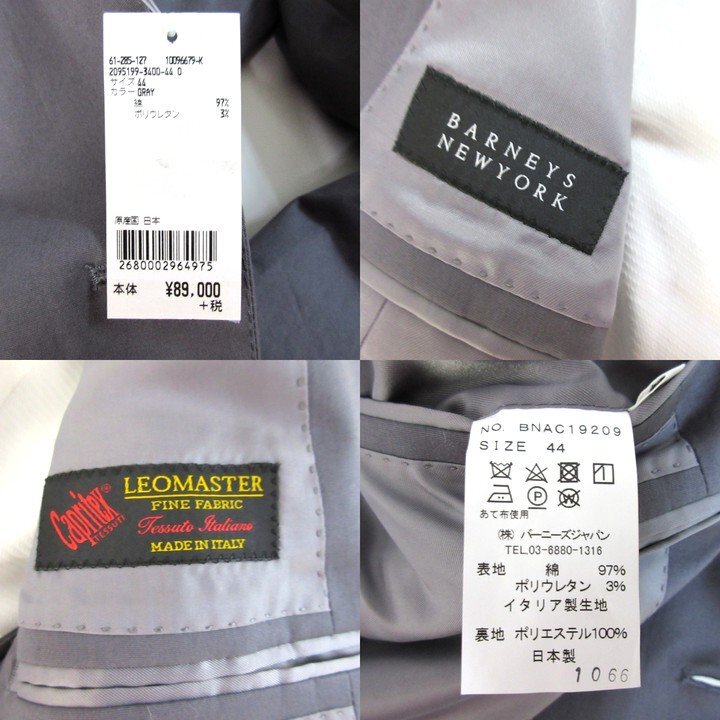 61-285-127 10096679-K
2095199-3400-44 0
サイズ 44
カラー GRAY
綿 97%
ポリウレタン 3%
原産国 日本
2680002964975
本体 ¥89,000
+税
BARNEYS
NEWYORK
Capritex
TESSUTI
LEOMASTER
FINE FABRIC
Tessuto Italiano
MADE IN ITALY
NO. BNAC19209
SIZE 44
あて布使用
(株) バーニーズジャパン
TEL.03-6880-1316
表地 綿 97%
ポリウレタン 3%
イタリア製生地
裏地 ポリエステル100%
日本製
1066